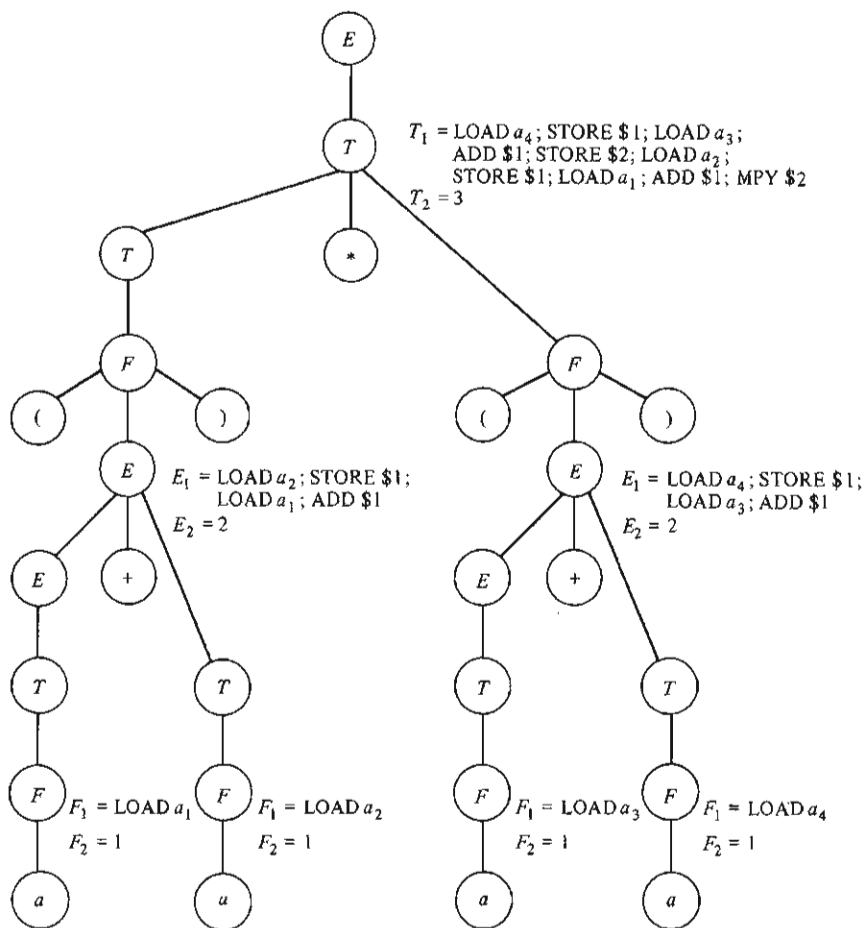 E
T
T₁ = LOAD a₄; STORE $1; LOAD a₃;
ADD $1; STORE $2; LOAD a₂;
STORE $1; LOAD a₁; ADD $1; MPY $2
T₂ = 3
T
*
F
F
(
)
(
)
E
E₁ = LOAD a₂; STORE $1;
LOAD a₁; ADD $1
E₂ = 2
E
E₁ = LOAD a₄; STORE $1;
LOAD a₃; ADD $1
E₂ = 2
E
+
E
+
T
T
T
T
F
F₁ = LOAD a₁
F₂ = 1
F
F₁ = LOAD a₂
F₂ = 1
F
F₁ = LOAD a₃
F₂ = 1
F
F₁ = LOAD a₄
F₂ = 1
a
a
a
a